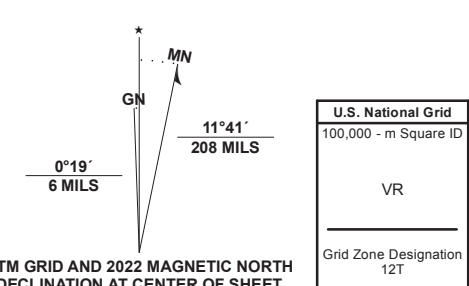 ★
MN
GN
11°41´
208 MILS
0°19´
6 MILS
TM GRID AND 2022 MAGNETIC NORTH
DECLINATION AT CENTER OF SHEET
U.S. National Grid
100,000 - m Square ID
VR
Grid Zone Designation
12T